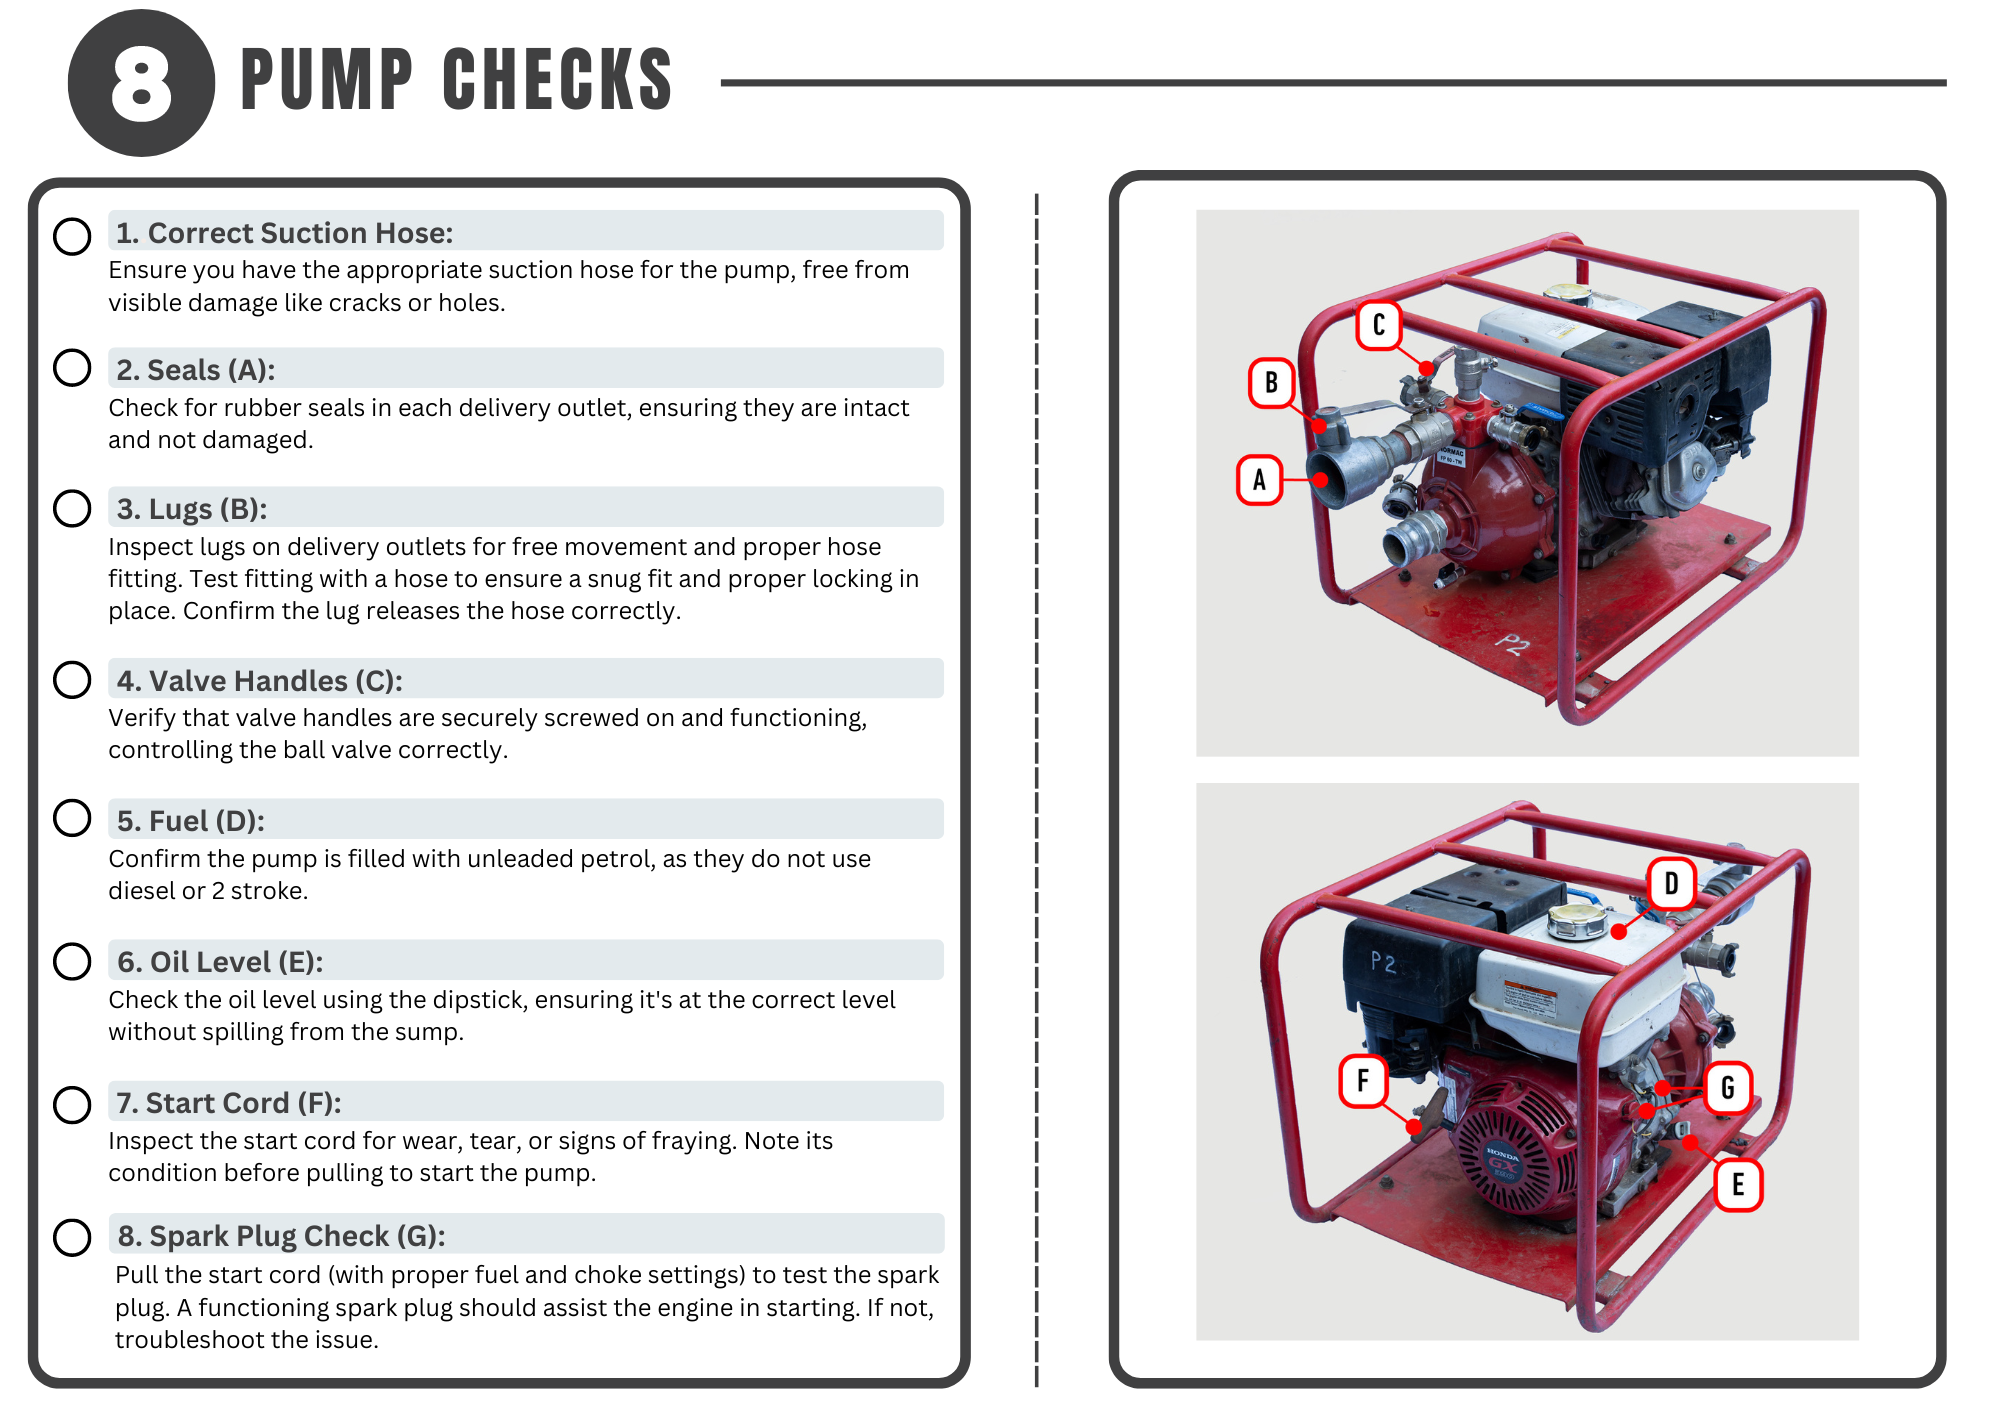 8 PUMP CHECKS
1. Correct Suction Hose:
Ensure you have the appropriate suction hose for the pump, free from
visible damage like cracks or holes.
2. Seals (A):
Check for rubber seals in each delivery outlet, ensuring they are intact
and not damaged.
3. Lugs (B):
Inspect lugs on delivery outlets for free movement and proper hose
fitting. Test fitting with a hose to ensure a snug fit and proper locking in
place. Confirm the lug releases the hose correctly.
4. Valve Handles (C):
Verify that valve handles are securely screwed on and functioning,
controlling the ball valve correctly.
5. Fuel (D):
Confirm the pump is filled with unleaded petrol, as they do not use
diesel or 2 stroke.
6. Oil Level (E):
Check the oil level using the dipstick, ensuring it's at the correct level
without spilling from the sump.
7. Start Cord (F):
Inspect the start cord for wear, tear, or signs of fraying. Note its
condition before pulling to start the pump.
8. Spark Plug Check (G):
Pull the start cord (with proper fuel and choke settings) to test the spark
plug. A functioning spark plug should assist the engine in starting. If not,
troubleshoot the issue.
C
B
A
P2
D
P2
F
G
HONDA
GX
E